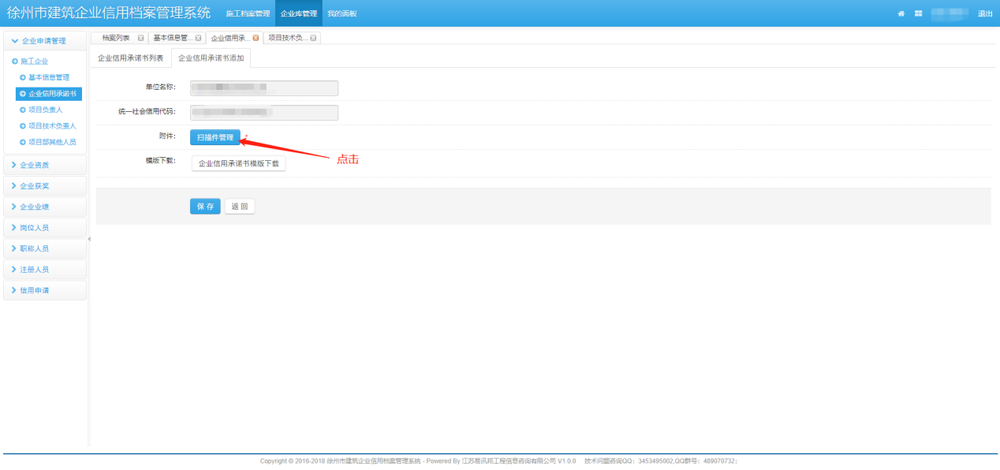 徐州市建筑企业信用档案管理系统 施工档案管理 企业库管理 我的面板 退出
企业申请管理
施工企业
基本信息管理
企业信用承诺书
项目负责人
项目技术负责人
项目部其他人员
企业资质
企业获奖
企业业绩
岗位人员
职称人员
注册人员
信用申请
档案列表 基本信息管... 企业信用承... 项目技术负...
企业信用承诺书列表 企业信用承诺书添加
单位名称：
统一社会信用代码：
附件： 扫描件管理 *
点击
模版下载： 企业信用承诺书模版下载
保 存 返 回
Copyright © 2016-2018 徐州市建筑企业信用档案管理系统 - Powered By 江苏易讯邦工程信息咨询有限公司 V1.0.0 技术问题咨询QQ：3453495002,QQ群号：489070732；